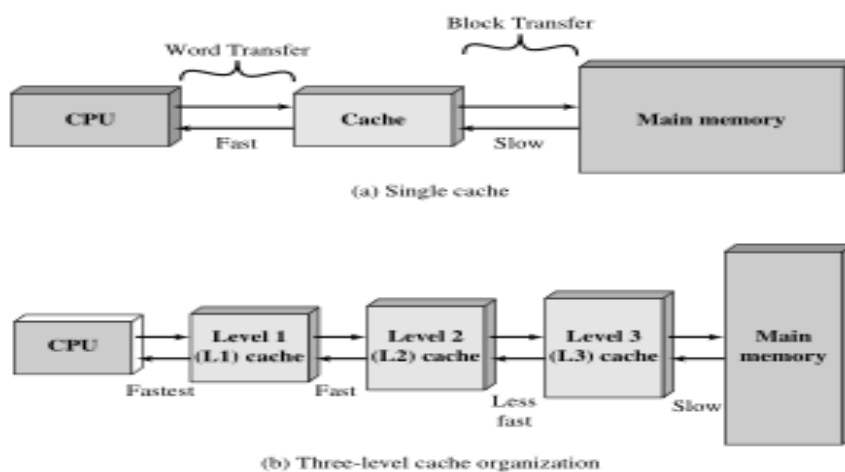 Block Transfer
Word Transfer
CPU
Cache
Main memory
Fast
Slow
(a) Single cache
CPU
Level 1
(L1) cache
Level 2
(L2) cache
Level 3
(L3) cache
Main
memory
Fastest
Fast
Less
fast
Slow
(b) Three-level cache organization